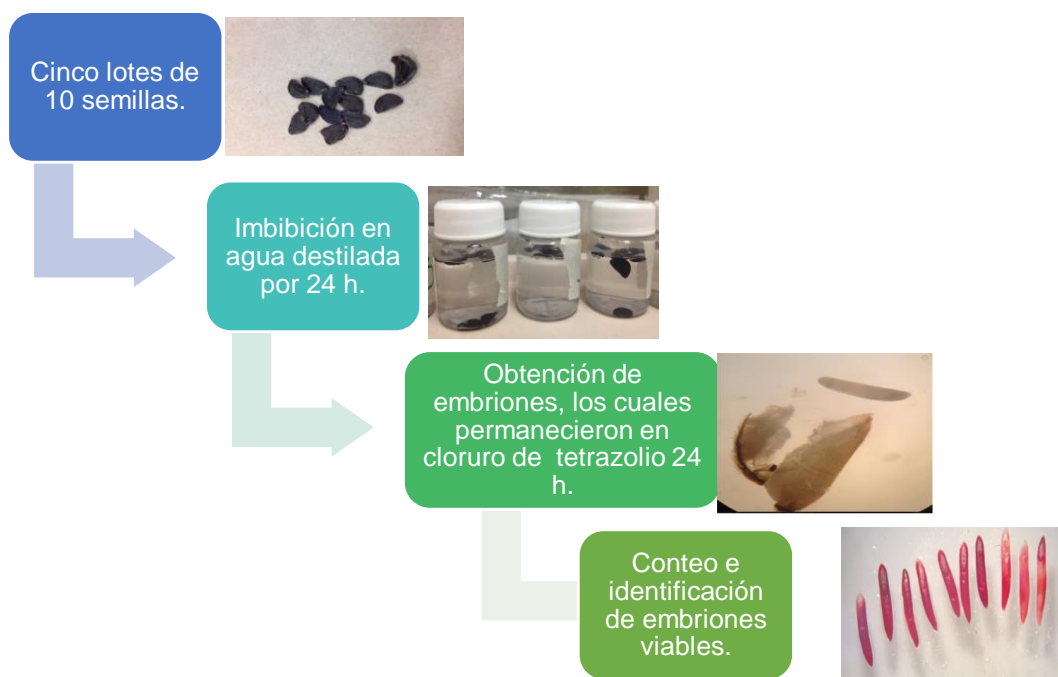 Cinco lotes de
10 semillas.
Imbibición en
agua destilada
por 24 h.
Obtención de
embriones, los cuales
permanecieron en
cloruro de tetrazolio 24
h.
Conteo e
identificación
de embriones
viables.